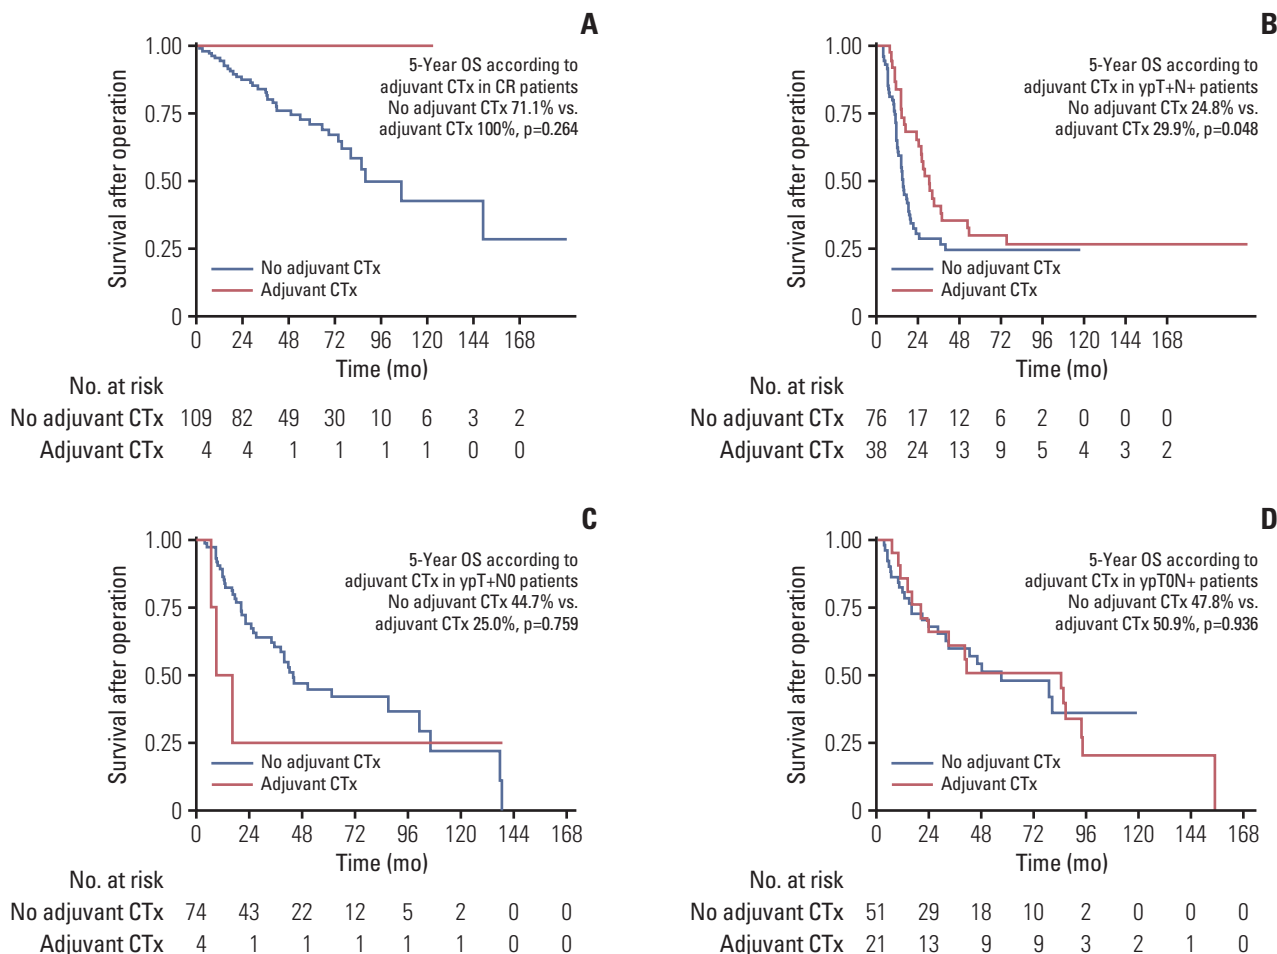 A
1.00
0.75
0.50
0.25
0
Survival after operation
5-Year OS according to
adjuvant CTx in CR patients
No adjuvant CTx 71.1% vs.
adjuvant CTx 100%, p=0.264
No adjuvant CTx
Adjuvant CTx
0 24 48 72 96 120 144 168
Time (mo)
No. at risk
No adjuvant CTx 109 82 49 30 10 6 3 2
Adjuvant CTx 4 4 1 1 1 1 0 0
B
1.00
0.75
0.50
0.25
0
Survival after operation
5-Year OS according to
adjuvant CTx in ypT+N+ patients
No adjuvant CTx 24.8% vs.
adjuvant CTx 29.9%, p=0.048
No adjuvant CTx
Adjuvant CTx
0 24 48 72 96 120 144 168
Time (mo)
No. at risk
No adjuvant CTx 76 17 12 6 2 0 0 0
Adjuvant CTx 38 24 13 9 5 4 3 2
C
1.00
0.75
0.50
0.25
0
Survival after operation
5-Year OS according to
adjuvant CTx in ypT+N0 patients
No adjuvant CTx 44.7% vs.
adjuvant CTx 25.0%, p=0.759
No adjuvant CTx
Adjuvant CTx
0 24 48 72 96 120 144 168
Time (mo)
No. at risk
No adjuvant CTx 74 43 22 12 5 2 0 0
Adjuvant CTx 4 1 1 1 1 1 0 0
D
1.00
0.75
0.50
0.25
0
Survival after operation
5-Year OS according to
adjuvant CTx in ypT0N+ patients
No adjuvant CTx 47.8% vs.
adjuvant CTx 50.9%, p=0.936
No adjuvant CTx
Adjuvant CTx
0 24 48 72 96 120 144 168
Time (mo)
No. at risk
No adjuvant CTx 51 29 18 10 2 0 0 0
Adjuvant CTx 21 13 9 9 3 2 1 0